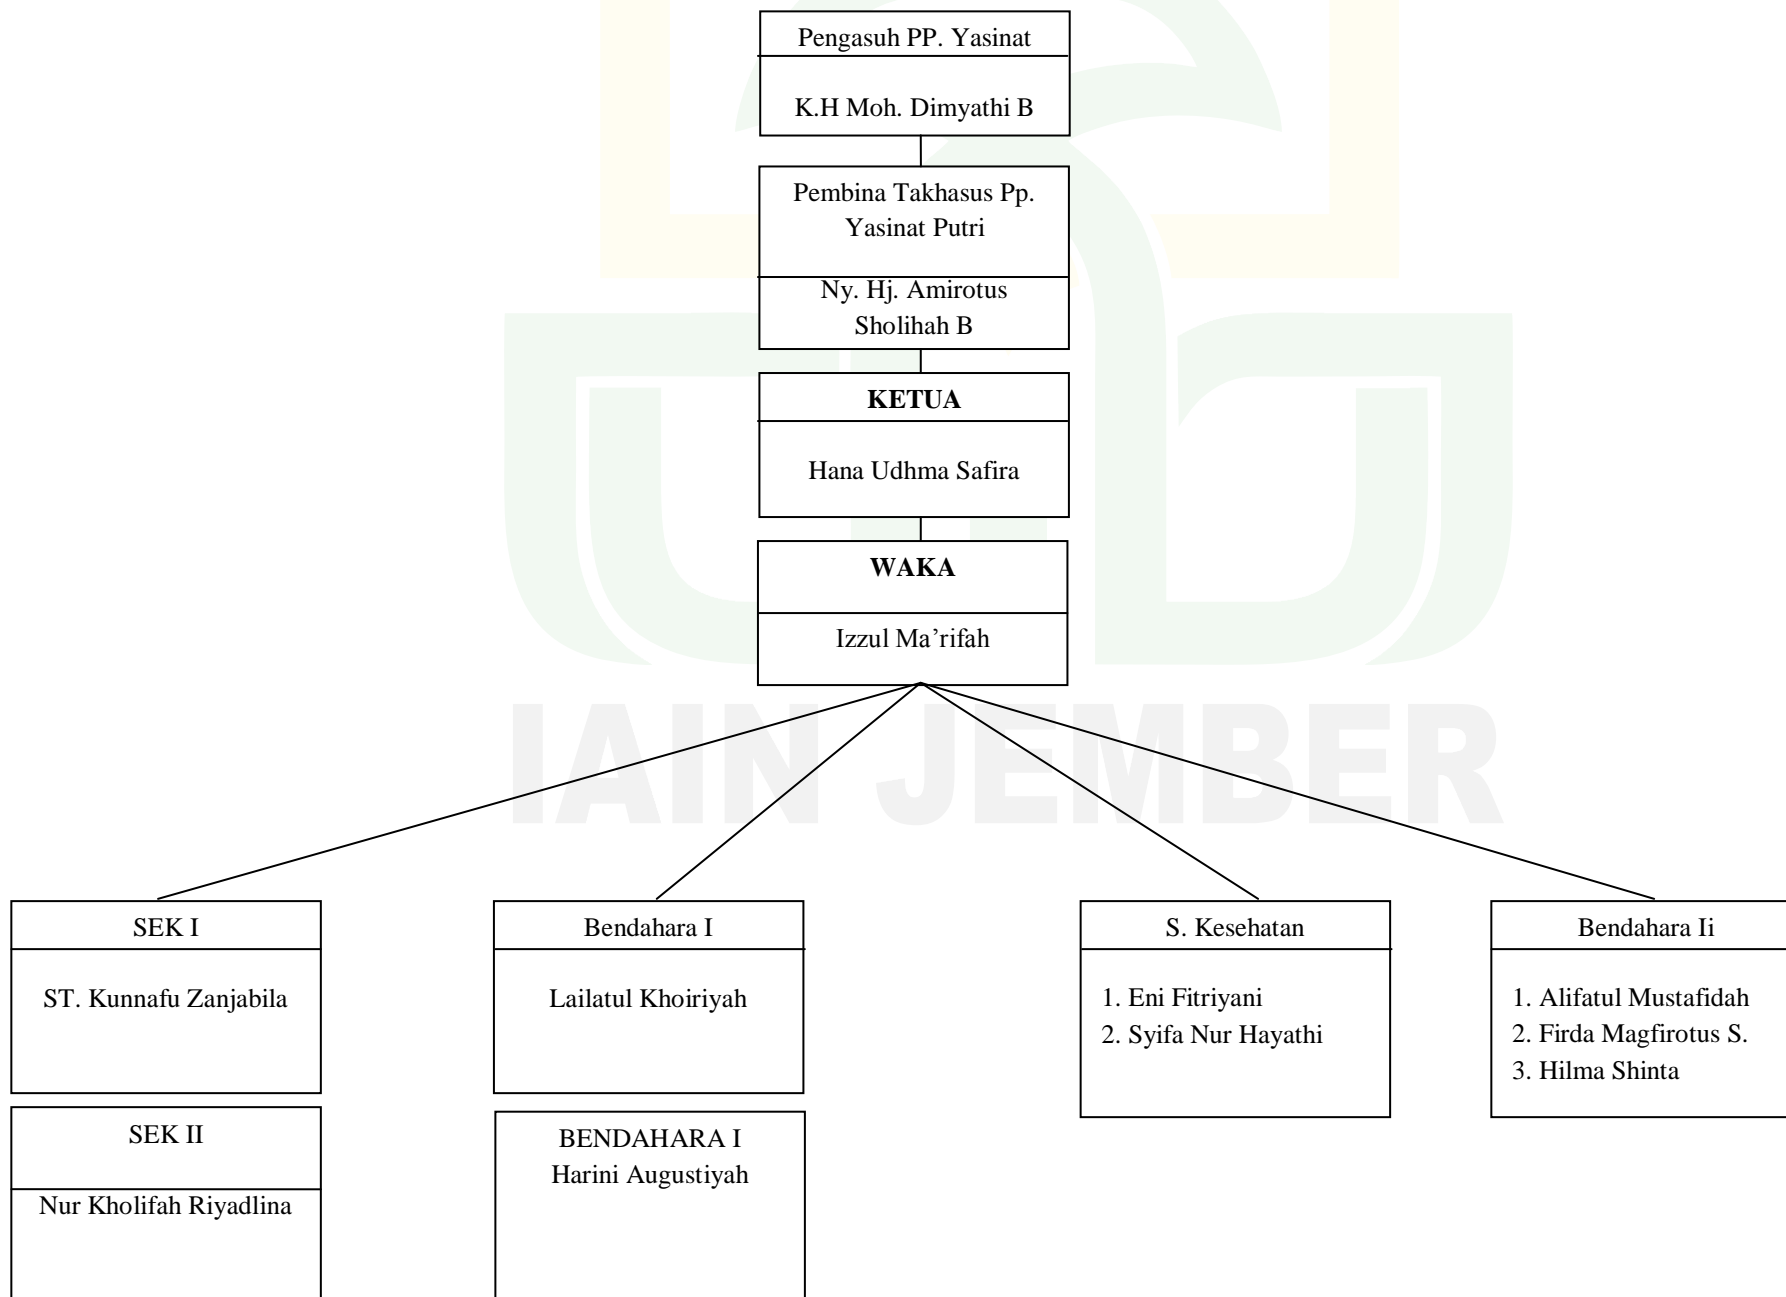 Pengasuh PP. Yasinat
K.H Moh. Dimyathi B
Pembina Takhasus Pp.
Yasinat Putri
Ny. Hj. Amirotus
Sholihah B
KETUA
Hana Udhma Safira
WAKA
Izzul Ma’rifah
IAIN JEMBER
SEK I
ST. Kunnafu Zanjabila
SEK II
Nur Kholifah Riyadlina
Bendahara I
Lailatul Khoiriyah
BENDAHARA I
Harini Augustiyah
S. Kesehatan
1. Eni Fitriyani
2. Syifa Nur Hayathi
Bendahara Ii
1. Alifatul Mustafidah
2. Firda Magfirotus S.
3. Hilma Shinta